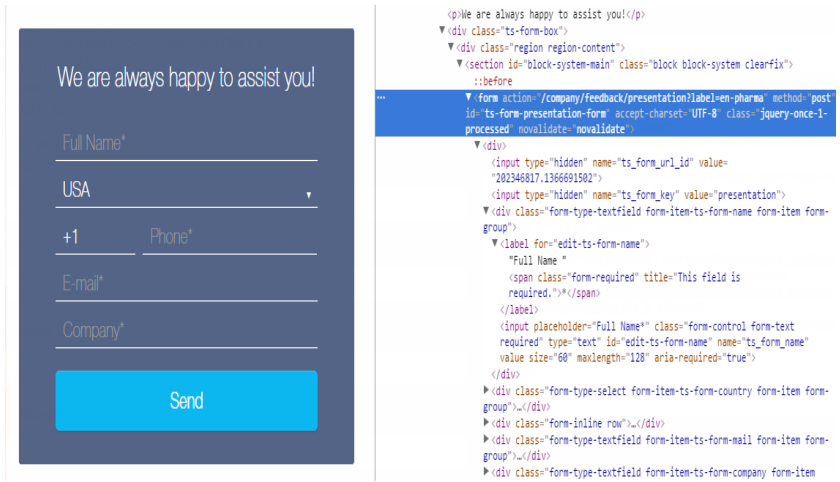 We are always happy to assist you!
Full Name*
USA
+1 Phone*
E-mail*
Company*
Send
<p>We are always happy to assist you!</p>
▼<div class="ts-form-box">
▼<div class="region region-content">
▼<section id="block-system-main" class="block block-system clearfix">
::before
... ▼<form action="/company/feedback/presentation?label=en-pharma" method="post"
id="ts-form-presentation-form" accept-charset="UTF-8" class="jquery-once-1-
processed" novalidate="novalidate">
▼<div>
<input type="hidden" name="ts_form_url_id" value=
"202346817.1366691502">
<input type="hidden" name="ts_form_key" value="presentation">
▼<div class="form-type-textfield form-item-ts-form-name form-item form-
group">
▼<label for="edit-ts-form-name">
"Full Name "
<span class="form-required" title="This field is
required.">*</span>
</label>
<input placeholder="Full Name*" class="form-control form-text
required" type="text" id="edit-ts-form-name" name="ts_form_name"
value size="60" maxlength="128" aria-required="true">
</div>
▶<div class="form-type-select form-item-ts-form-country form-item form-
group">…</div>
▶<div class="form-inline row">…</div>
▶<div class="form-type-textfield form-item-ts-form-mail form-item form-
group">…</div>
▶<div class="form-type-textfield form-item-ts-form-company form-item